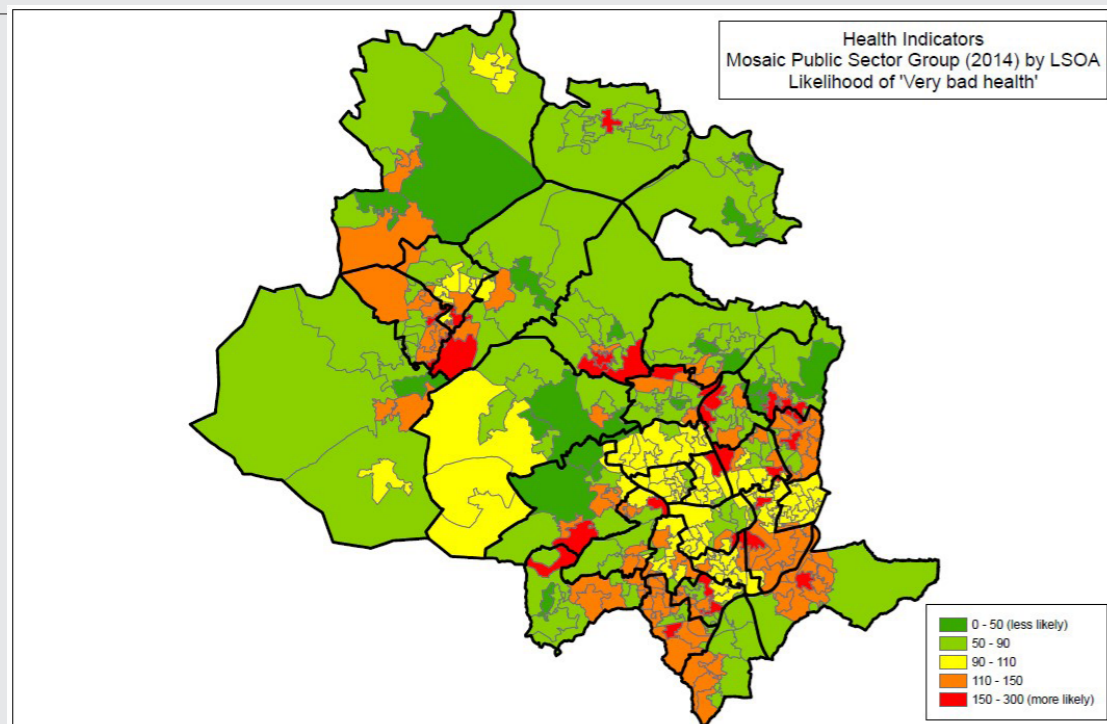 Health Indicators
Mosaic Public Sector Group (2014) by LSOA
Likelihood of 'Very bad health'
0 - 50 (less likely)
50 - 90
90 - 110
110 - 150
150 - 300 (more likely)